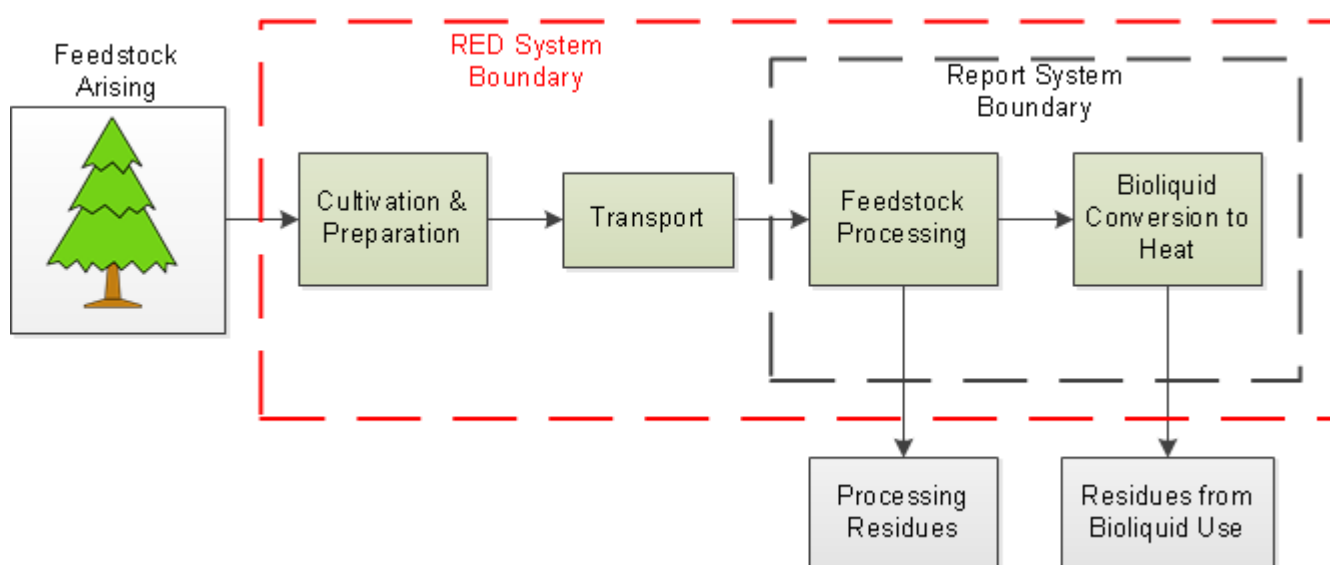 Feedstock
Arising
RED System
Boundary
Report System
Boundary
Cultivation &
Preparation
Transport
Feedstock
Processing
Bioliquid
Conversion to
Heat
Processing
Residues
Residues from
Bioliquid Use